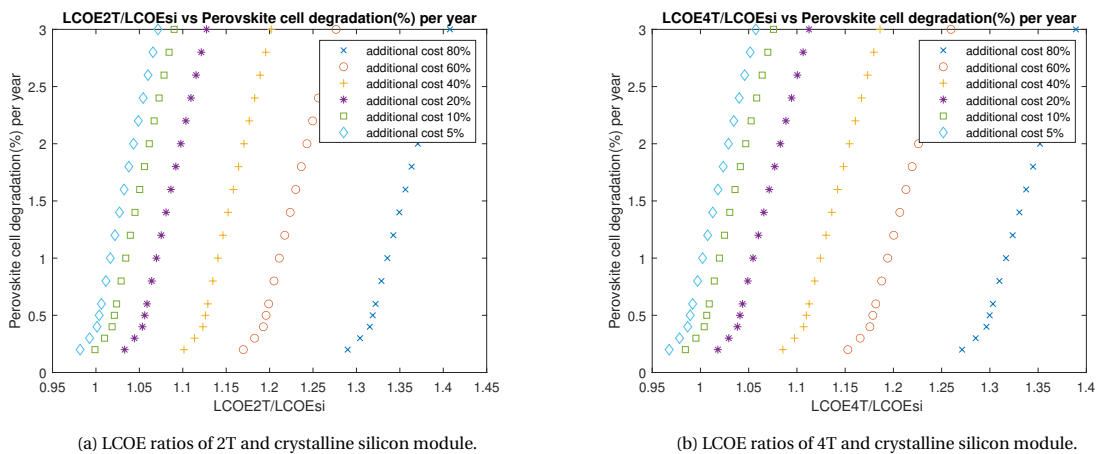 LCOE2T/LCOEsi vs Perovskite cell degradation(%) per year
Perovskite cell degradation(%) per year
3
2.5
2
1.5
1
0.5
0
additional cost 80%
additional cost 60%
additional cost 40%
additional cost 20%
additional cost 10%
additional cost 5%
0.95 1 1.05 1.1 1.15 1.2 1.25 1.3 1.35 1.4 1.45
LCOE2T/LCOEsi
(a) LCOE ratios of 2T and crystalline silicon module.
LCOE4T/LCOEsi vs Perovskite cell degradation(%) per year
Perovskite cell degradation(%) per year
3
2.5
2
1.5
1
0.5
0
additional cost 80%
additional cost 60%
additional cost 40%
additional cost 20%
additional cost 10%
additional cost 5%
0.95 1 1.05 1.1 1.15 1.2 1.25 1.3 1.35 1.4
LCOE4T/LCOEsi
(b) LCOE ratios of 4T and crystalline silicon module.